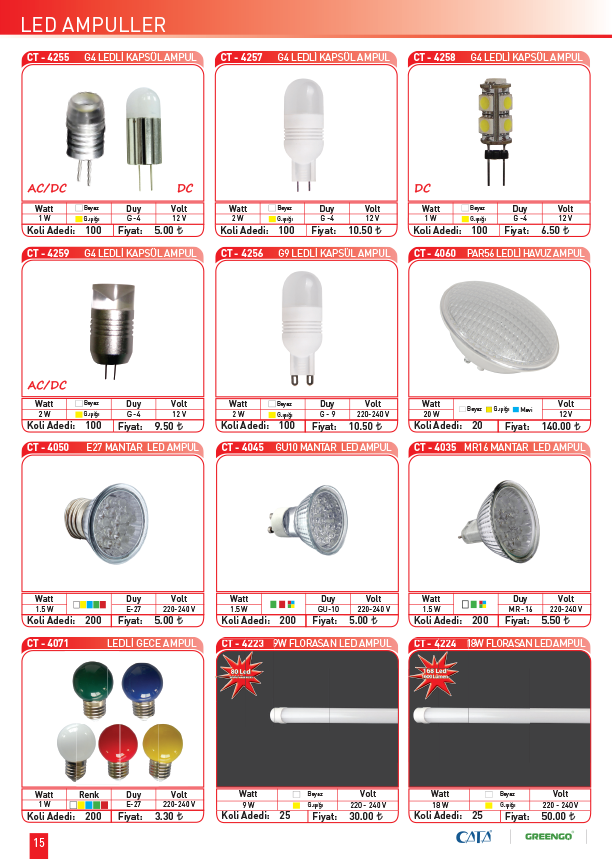 LED AMPULLER
CT - 4255 G4 LEDLİ KAPSÜL AMPUL
AC/DC DC
Watt Beyaz Duy Volt
1 W G.ışığı G -4 12 V
Koli Adedi: 100 Fiyat: 5.00 ₺
CT - 4257 G4 LEDLİ KAPSÜL AMPUL
Watt Beyaz Duy Volt
2 W G.ışığı G -4 12 V
Koli Adedi: 100 Fiyat: 10.50 ₺
CT - 4258 G4 LEDLİ KAPSÜL AMPUL
DC
Watt Beyaz Duy Volt
1 W G.ışığı G -4 12 V
Koli Adedi: 100 Fiyat: 6.50 ₺
CT - 4259 G4 LEDLİ KAPSÜL AMPUL
AC/DC
Watt Beyaz Duy Volt
2 W G.ışığı G -4 12 V
Koli Adedi: 100 Fiyat: 9.50 ₺
CT - 4256 G9 LEDLİ KAPSÜL AMPUL
Watt Beyaz Duy Volt
2 W G.ışığı G - 9 220-240 V
Koli Adedi: 100 Fiyat: 10.50 ₺
CT - 4060 PAR56 LEDLİ HAVUZ AMPUL
Watt Beyaz G.ışığı Mavi Volt
20 W 12 V
Koli Adedi: 20 Fiyat: 140.00 ₺
CT - 4050 E27 MANTAR LED AMPUL
Watt Duy Volt
1.5 W E-27 220-240 V
Koli Adedi: 200 Fiyat: 5.00 ₺
CT - 4045 GU10 MANTAR LED AMPUL
Watt Duy Volt
1.5 W GU-10 220-240 V
Koli Adedi: 200 Fiyat: 5.00 ₺
CT - 4035 MR16 MANTAR LED AMPUL
Watt Duy Volt
1.5 W MR - 16 220-240 V
Koli Adedi: 200 Fiyat: 5.50 ₺
CT - 4071 LEDLİ GECE AMPUL
Watt Renk Duy Volt
1 W E-27 220-240 V
Koli Adedi: 200 Fiyat: 3.30 ₺
CT - 4223 9W FLORASAN LED AMPUL
80 Led
Watt Beyaz Volt
9 W G.ışığı 220 - 240 V
Koli Adedi: 25 Fiyat: 30.00 ₺
CT - 4224 18W FLORASAN LED AMPUL
168 Led
Watt Beyaz Volt
18 W G.ışığı 220 - 240 V
Koli Adedi: 25 Fiyat: 50.00 ₺
15
CATA GREENGO